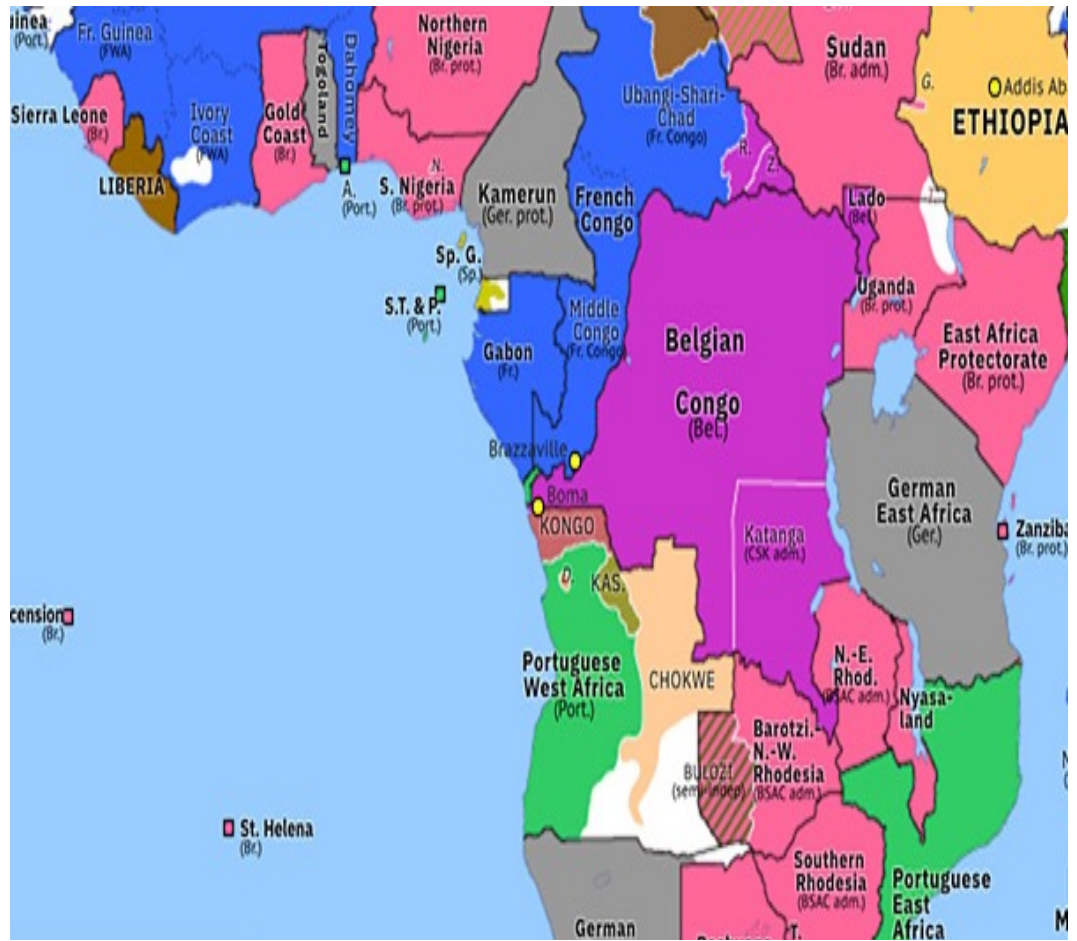 uinea
(Port.)
Fr. Guinea
(FWA)
Sierra Leone
(Br.)
LIBERIA
Ivory
Coast
(FWA)
Gold
Coast
(Br.)
Togoland
Dahomey
A.
(Port.)
Northern
Nigeria
(Br. prot.)
N.
S. Nigeria
(Br. prot.)
Kamerun
(Ger. prot.)
Sp. G.
(Sp.)
S.T. & P.
(Port.)
Ubangi-Shari-
Chad
(Fr. Congo)
French
Congo
Middle
Congo
(Fr. Congo)
Gabon
(Fr.)
Brazzaville
Boma
Sudan
(Br. adm.)
G.
Addis Ab
ETHIOPIA
R.
Z.
Lado
(Bel.)
Uganda
(Br. prot.)
East Africa
Protectorate
(Br. prot.)
Belgian
Congo
(Bel.)
Katanga
(CSK adm.)
German
East Africa
(Ger.)
Zanziba
(Br. prot.)
KONGO
D.
KAS.
CHOKWE
Portuguese
West Africa
(Port.)
cension
(Br.)
St. Helena
(Br.)
N.-E.
Rhod.
(BSAC adm.)
Nyasa-
land
Barotzi.-
N.-W.
Rhodesia
(BSAC adm.)
BULOZI
(semi-indep)
Southern
Rhodesia
(BSAC adm.)
Portuguese
East
Africa
German
T.
M